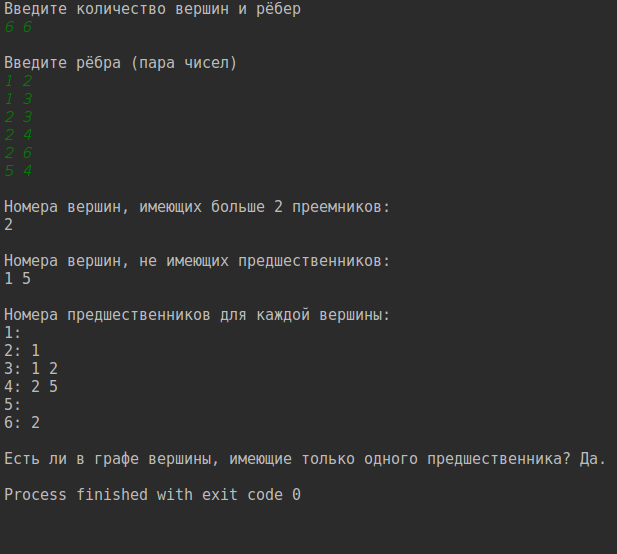 Введите количество вершин и рёбер
6 6
Введите рёбра (пара чисел)
1 2
1 3
2 3
2 4
2 6
5 4
Номера вершин, имеющих больше 2 преемников:
2
Номера вершин, не имеющих предшественников:
1 5
Номера предшественников для каждой вершины:
1:
2: 1
3: 1 2
4: 2 5
5:
6: 2
Есть ли в графе вершины, имеющие только одного предшественника? Да.
Process finished with exit code 0